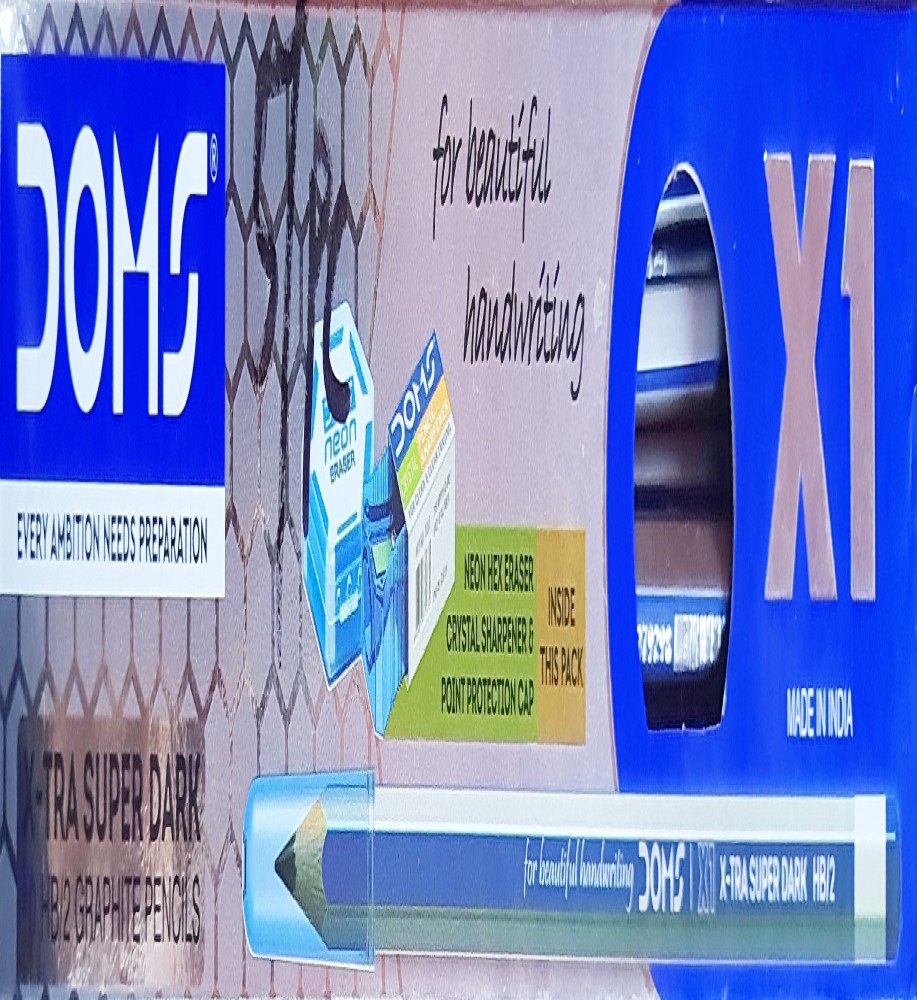 DOMS®
EVERY AMBITION NEEDS PREPARATION
X-TRA SUPER DARK
HB/2 GRAPHITE PENCILS
for beautiful
handwriting
neon
ERASER
DOMS
NEON HEX ERASER
CRYSTAL SHARPENER &
POINT PROTECTION CAP
INSIDE
THIS PACK
X1
MADE IN INDIA
for beautiful handwriting DOMS X1 X-TRA SUPER DARK HB/2